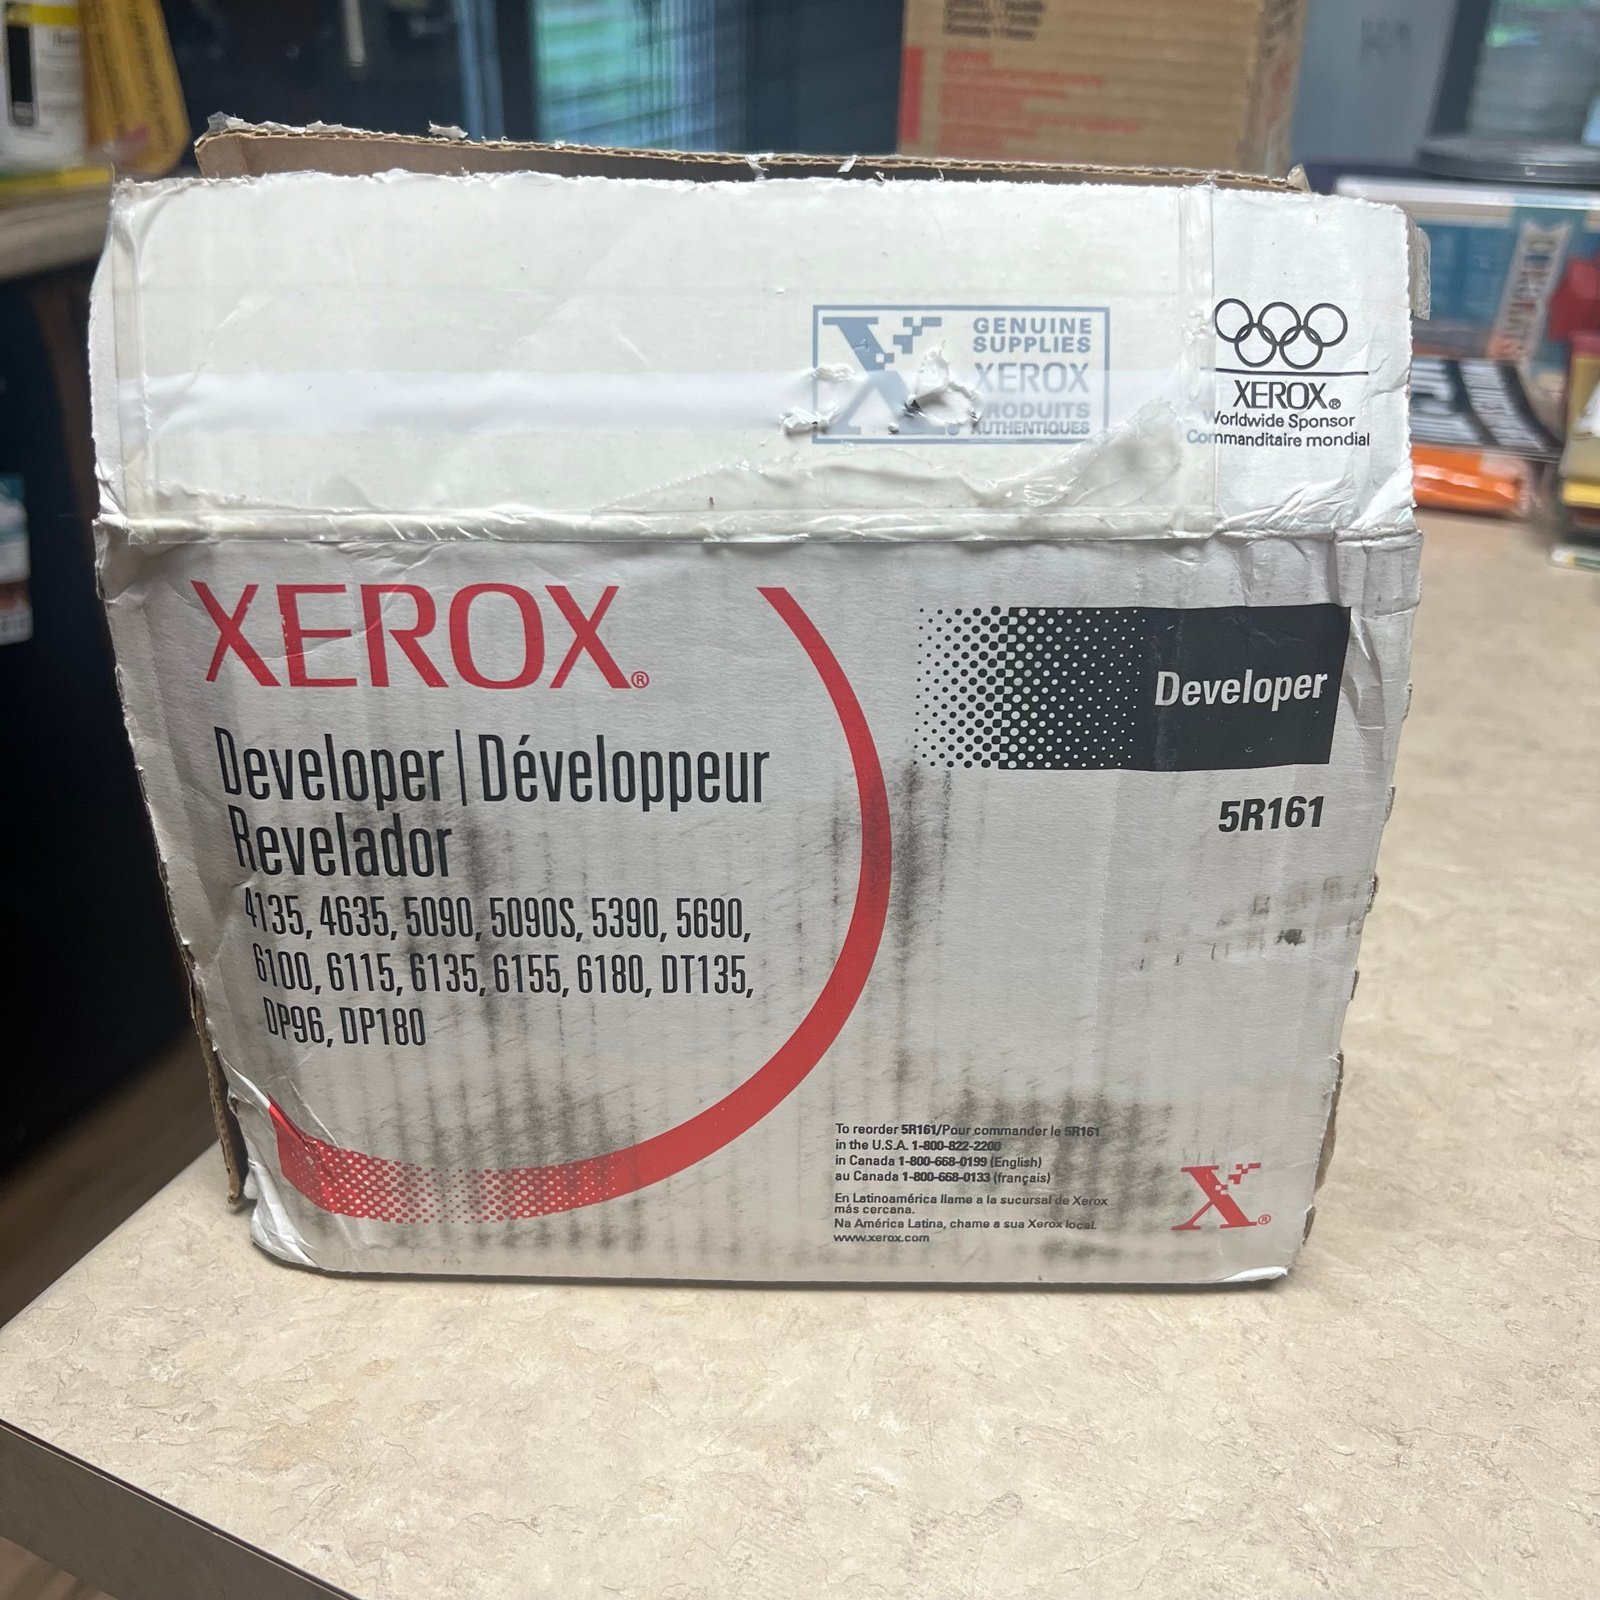 GENUINE
SUPPLIES
XEROX
PRODUITS
AUTHENTIQUES
XEROX®
Worldwide Sponsor
Commanditaire mondial
XEROX®
Developer | Développeur
Revelador
4135, 4635, 5090, 5090S, 5390, 5690,
6100, 6115, 6135, 6155, 6180, DT135,
DP96, DP180
Developer
5R161
To reorder 5R161/Pour commander le 5R161
in the U.S.A. 1-800-822-2200
in Canada 1-800-668-0199 (English)
au Canada 1-800-668-0133 (français)
En Latinoamérica llame a la sucursal de Xerox
más cercana.
Na América Latina, chame a sua Xerox local.
www.xerox.com
X®